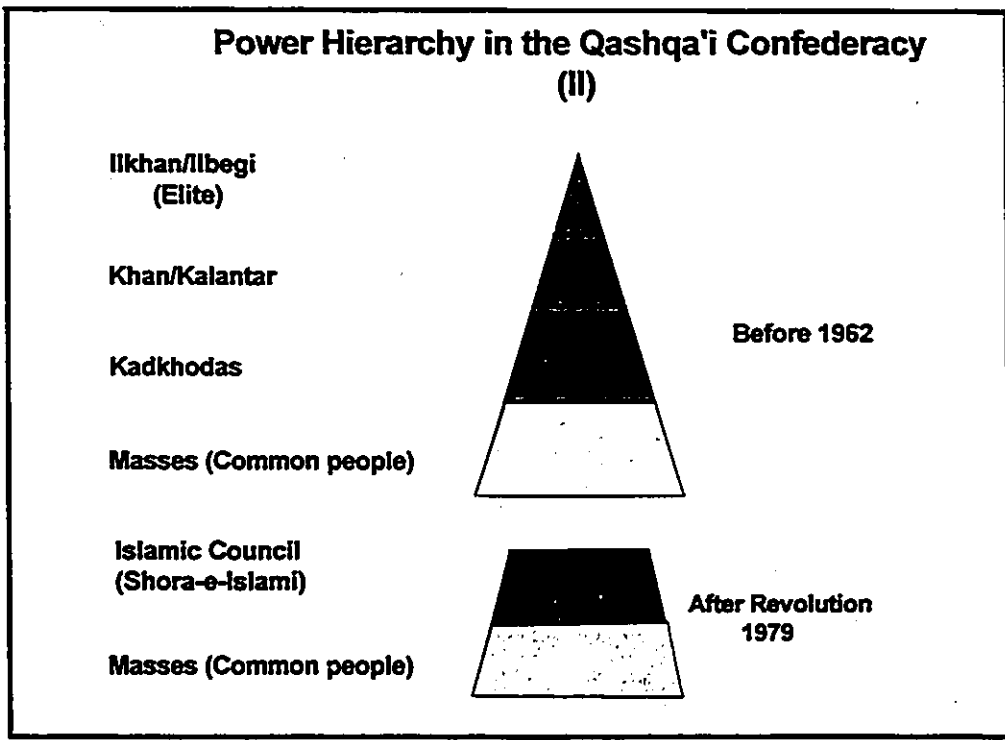 Power Hierarchy in the Qashqa'i Confederacy
(II)
Ilkhan/Ilbegi
(Elite)
Khan/Kalantar
Before 1962
Kadkhodas
Masses (Common people)
Islamic Council
(Shora-e-Islami)
After Revolution
1979
Masses (Common people)